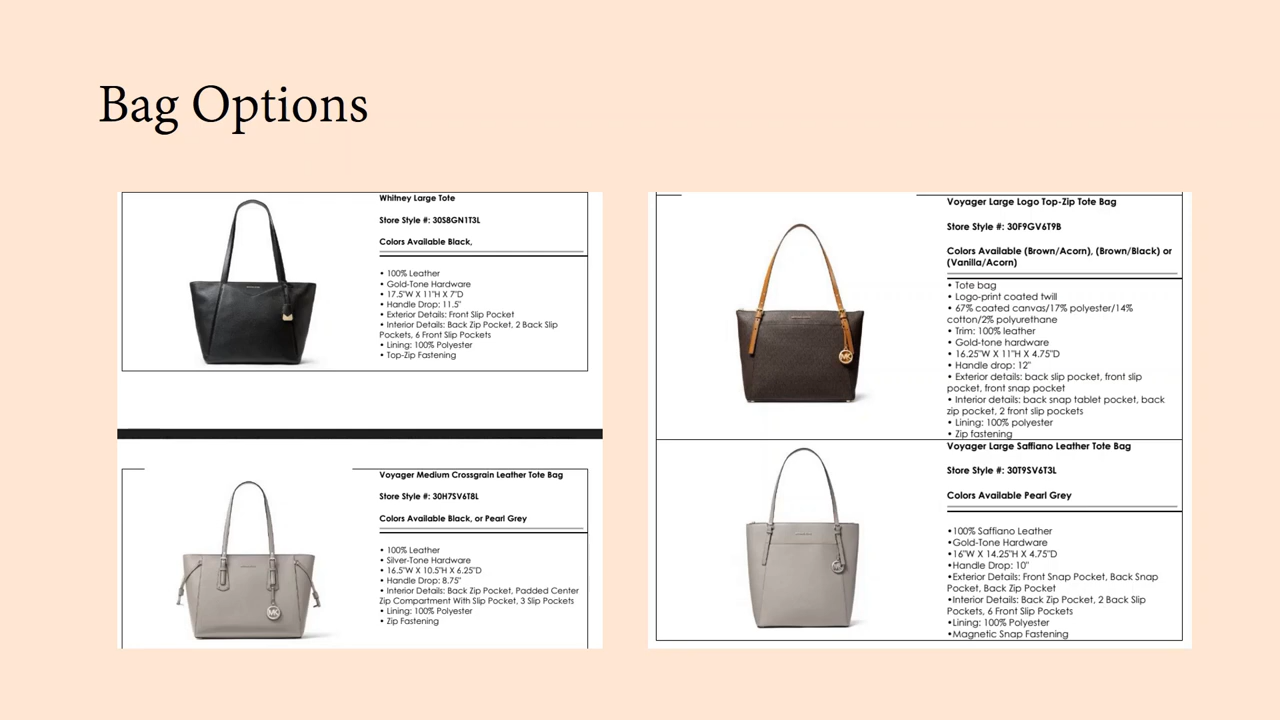 Bag Options
Whitney Large Tote
Store Style #: 30S8GN1T3L
Colors Available Black,
• 100% Leather
• Gold-Tone Hardware
• 17.5"W X 11"H X 7"D
• Handle Drop: 11.5"
• Exterior Details: Front Slip Pocket
• Interior Details: Back Zip Pocket, 2 Back Slip
Pockets, 6 Front Slip Pockets
• Lining: 100% Polyester
• Top-Zip Fastening
Voyager Medium Crossgrain Leather Tote Bag
Store Style #: 30H7SV6T8L
Colors Available Black, or Pearl Grey
• 100% Leather
• Silver-Tone Hardware
• 16.5"W X 10.5"H X 6.25"D
• Handle Drop: 8.75"
• Interior Details: Back Zip Pocket, Padded Center
Zip Compartment With Slip Pocket, 3 Slip Pockets
• Lining: 100% Polyester
• Zip Fastening
MK
Voyager Large Logo Top-Zip Tote Bag
Store Style #: 30F9GV6T9B
Colors Available (Brown/Acorn), (Brown/Black) or
(Vanilla/Acorn)
• Tote bag
• Logo-print coated twill
• 67% coated canvas/17% polyester/14%
cotton/2% polyurethane
• Trim: 100% leather
• Gold-tone hardware
• 16.25"W X 11"H X 4.75"D
• Handle drop: 12"
• Exterior details: back slip pocket, front slip
pocket, front snap pocket
• Interior details: back snap tablet pocket, back
zip pocket, 2 front slip pockets
• Lining: 100% polyester
• Zip fastening
MK
Voyager Large Saffiano Leather Tote Bag
Store Style #: 30T9SV6T3L
Colors Available Pearl Grey
•100% Saffiano Leather
•Gold-Tone Hardware
•16"W X 14.25"H X 4.75"D
•Handle Drop: 10"
•Exterior Details: Front Snap Pocket, Back Snap
Pocket, Back Zip Pocket
•Interior Details: Back Zip Pocket, 2 Back Slip
Pockets, 6 Front Slip Pockets
•Lining: 100% Polyester
•Magnetic Snap Fastening
MK